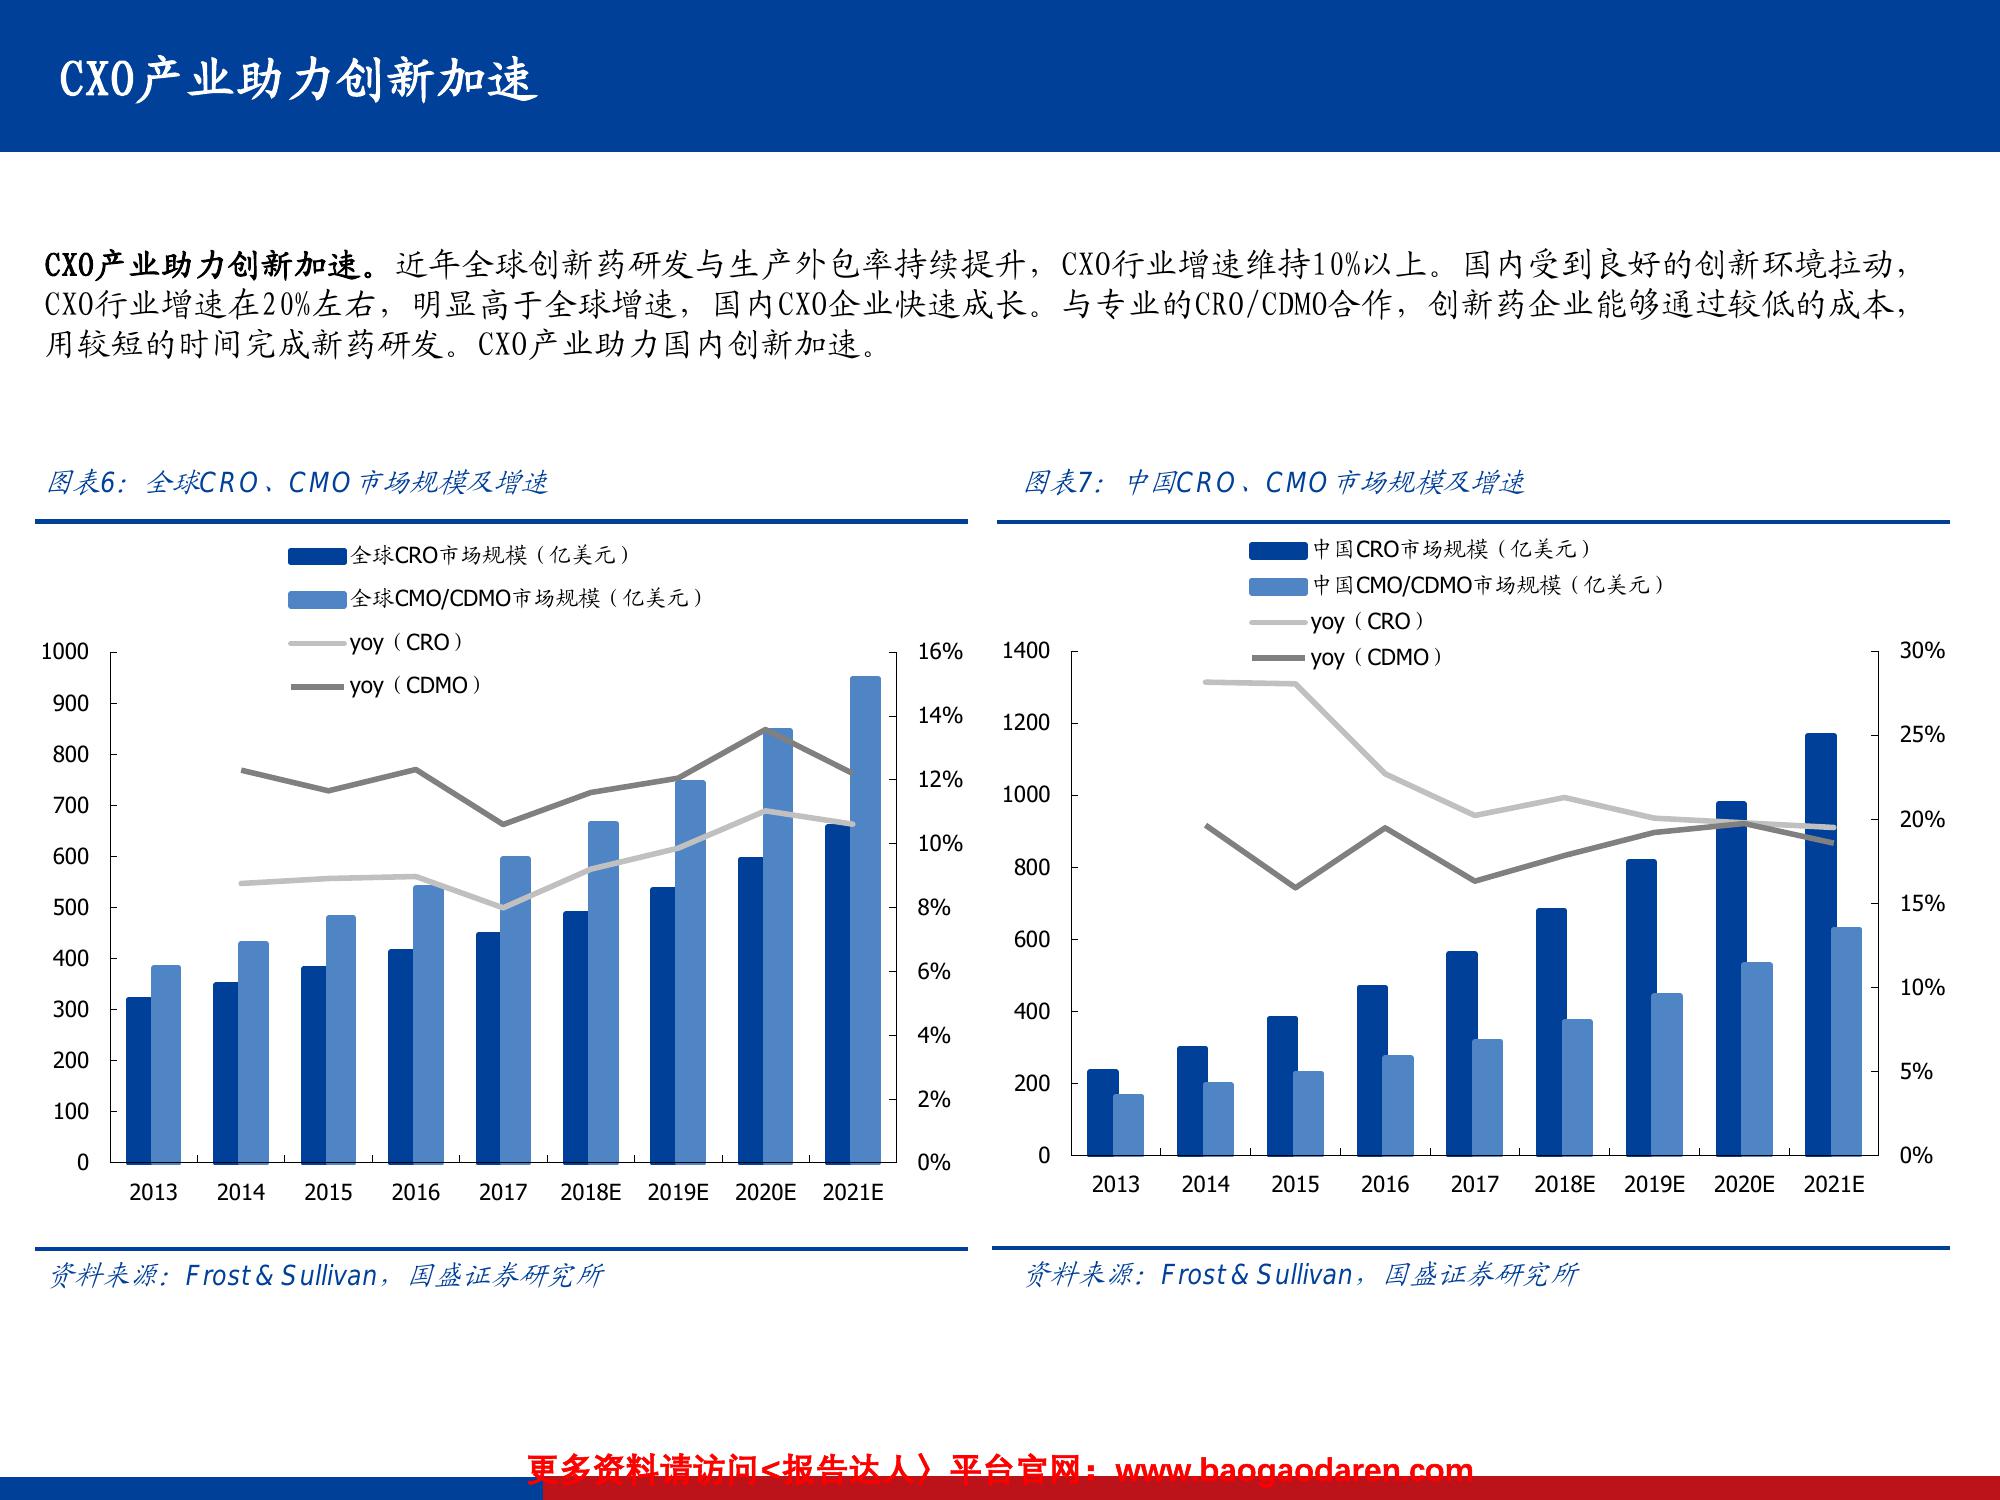 CXO产业助力创新加速
CXO产业助力创新加速。近年全球创新药研发与生产外包率持续提升，CXO行业增速维持10%以上。国内受到良好的创新环境拉动，
CXO行业增速在20%左右，明显高于全球增速，国内CXO企业快速成长。与专业的CRO/CDMO合作，创新药企业能够通过较低的成本，
用较短的时间完成新药研发。CXO产业助力国内创新加速。
图表6：全球CRO、CMO市场规模及增速
全球CRO市场规模（亿美元）
全球CMO/CDMO市场规模（亿美元）
yoy（CRO）
yoy（CDMO）
1000
900
800
700
600
500
400
300
200
100
0
16%
14%
12%
10%
8%
6%
4%
2%
0%
2013 2014 2015 2016 2017 2018E 2019E 2020E 2021E
资料来源：Frost & Sullivan，国盛证券研究所
图表7：中国CRO、CMO市场规模及增速
中国CRO市场规模（亿美元）
中国CMO/CDMO市场规模（亿美元）
yoy（CRO）
yoy（CDMO）
1400
1200
1000
800
600
400
200
0
30%
25%
20%
15%
10%
5%
0%
2013 2014 2015 2016 2017 2018E 2019E 2020E 2021E
资料来源：Frost & Sullivan，国盛证券研究所
更多资料请访问<报告达人〉平台官网：www.baogaodaren.com